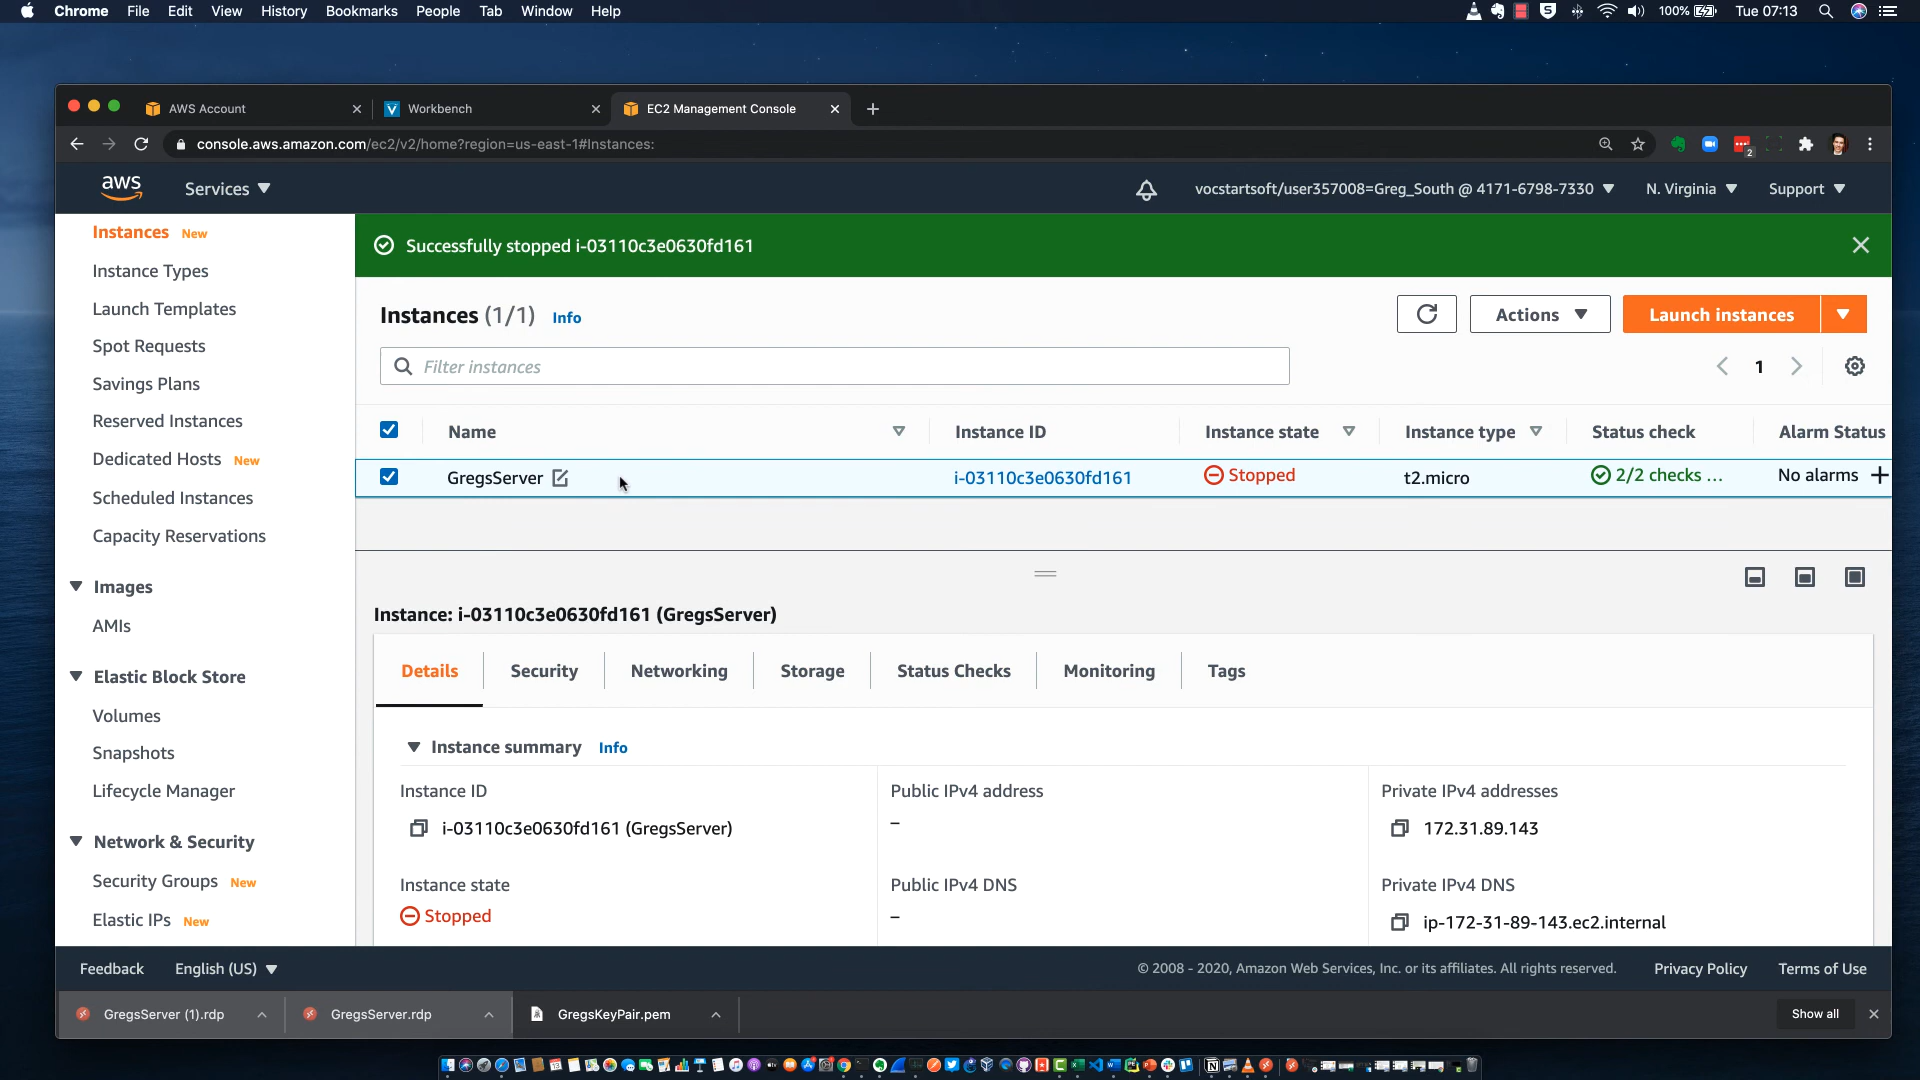 Chrome File Edit View History Bookmarks People Tab Window Help 100% Tue 07:13
AWS Account Workbench EC2 Management Console
console.aws.amazon.com/ec2/v2/home?region=us-east-1#Instances: 2
aws Services vocstartsoft/user357008=Greg_South @ 4171-6798-7330 N. Virginia Support
Instances New
Instance Types
Launch Templates
Spot Requests
Savings Plans
Reserved Instances
Dedicated Hosts New
Scheduled Instances
Capacity Reservations
Images
AMIs
Elastic Block Store
Volumes
Snapshots
Lifecycle Manager
Network & Security
Security Groups New
Elastic IPs New
Successfully stopped i-03110c3e0630fd161
Instances (1/1) Info Actions Launch instances
Filter instances 1
Name Instance ID Instance state Instance type Status check Alarm Status
GregsServer i-03110c3e0630fd161 Stopped t2.micro 2/2 checks ... No alarms
Instance: i-03110c3e0630fd161 (GregsServer)
Details Security Networking Storage Status Checks Monitoring Tags
Instance summary Info
Instance ID Public IPv4 address Private IPv4 addresses
i-03110c3e0630fd161 (GregsServer) – 172.31.89.143
Instance state Public IPv4 DNS Private IPv4 DNS
Stopped – ip-172-31-89-143.ec2.internal
Feedback English (US) © 2008 - 2020, Amazon Web Services, Inc. or its affiliates. All rights reserved. Privacy Policy Terms of Use
GregsServer (1).rdp GregsServer.rdp GregsKeyPair.pem Show all